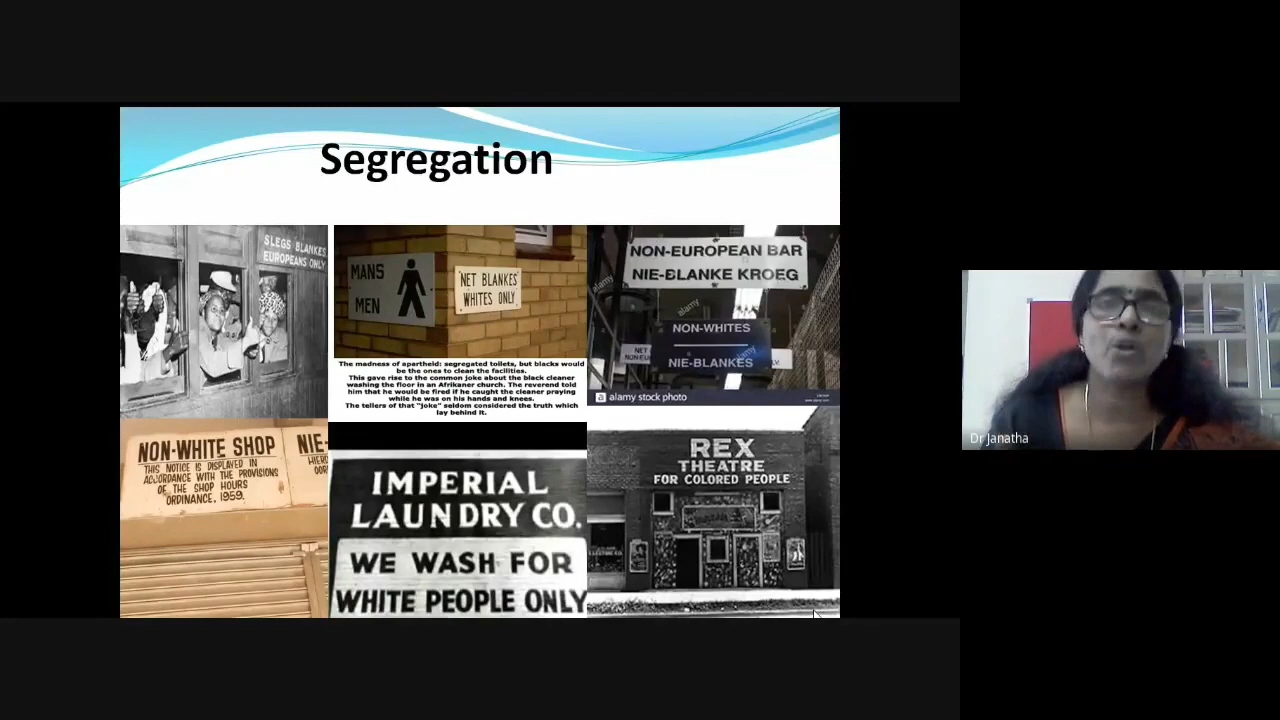 Segregation
SLEGS BLANKES
EUROPEANS ONLY
MANS
MEN
NET BLANKES
WHITES ONLY
The madness of apartheid: segregated toilets, but blacks would
be the ones to clean the facilities.
This gave rise to the common joke about the black cleaner
washing the floor in an Afrikaner church. The reverend told
him that he would be fired if he caught the cleaner praying
while he was on his hands and knees.
The tellers of that "joke" seldom considered the truth which
lay behind it.
NON-EUROPEAN BAR
NIE-BLANKE KROEG
NON-WHITES
NIE-BLANKES
NET
alamy
alamy
alamy
alamy stock photo
NON-WHITE SHOP
THIS NOTICE IS DISPLAYED IN
ACCORDANCE WITH THE PROVISIONS
OF THE SHOP HOURS
ORDINANCE, 1959.
NIE-
IMPERIAL
LAUNDRY CO.
WE WASH FOR
WHITE PEOPLE ONLY
REX
THEATRE
FOR COLORED PEOPLE
Dr Janatha